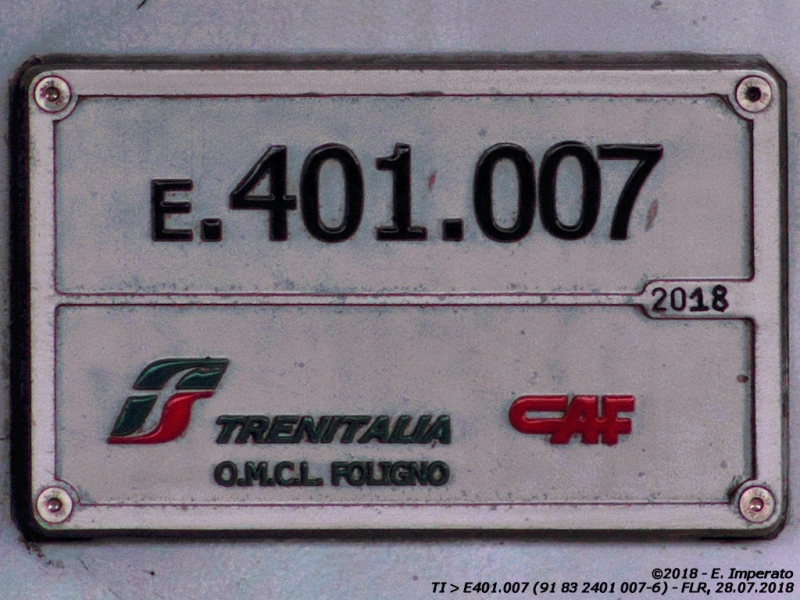 E.401.007
2018
TRENITALIA
CAF
O.M.C.L. FOLIGNO
©2018 - E. Imperato
TI > E401.007 (91 83 2401 007-6) - FLR, 28.07.2018